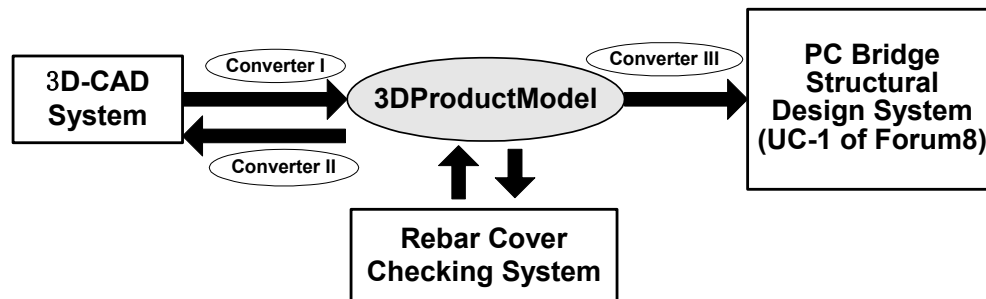 3D-CAD
System
Converter I
Converter II
3DProductModel
Converter III
PC Bridge
Structural
Design System
(UC-1 of Forum8)
Rebar Cover
Checking System